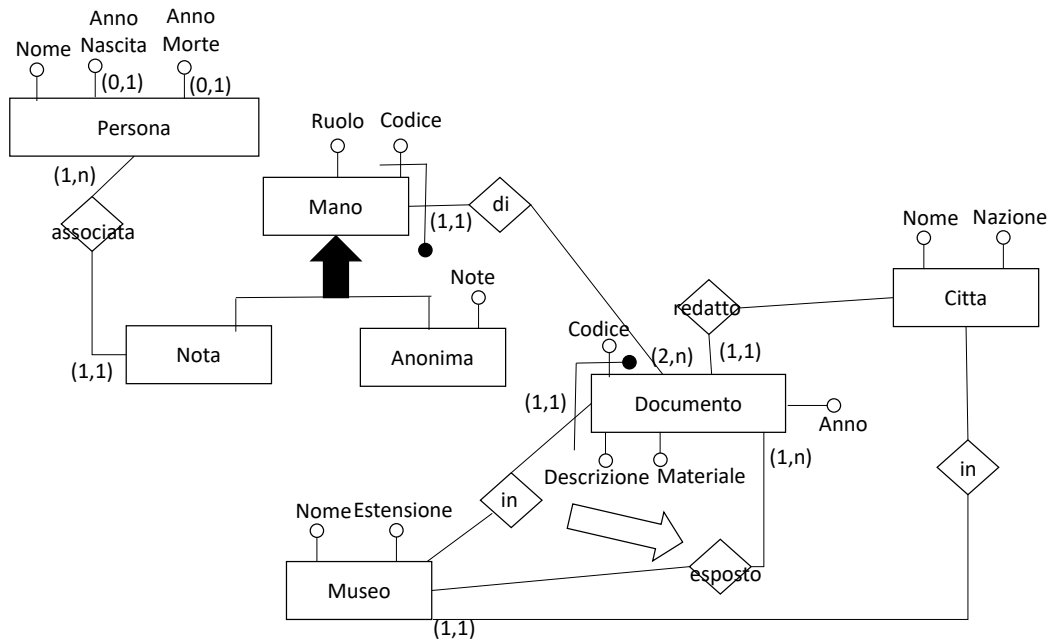 Anno
Anno
Nome
Nascita
Morte
(0,1)
(0,1)
Persona
Ruolo
Codice
(1,n)
Mano
(1,1)
di
associata
Nome
Nazione
Note
Citta
redatto
Codice
Nota
Anonima
(1,1)
(2,n)
(1,1)
(1,1)
Documento
Anno
(1,n)
Descrizione
Materiale
in
in
Nome
Estensione
esposto
Museo
(1,1)